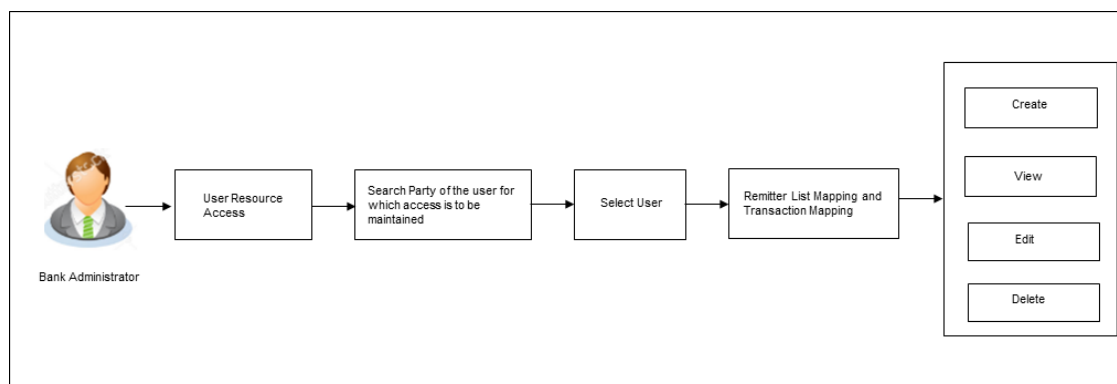 Bank Administrator
User Resource
Access
Search Party of the user for
which access is to be
maintained
Select User
Remitter List Mapping and
Transaction Mapping
Create
View
Edit
Delete